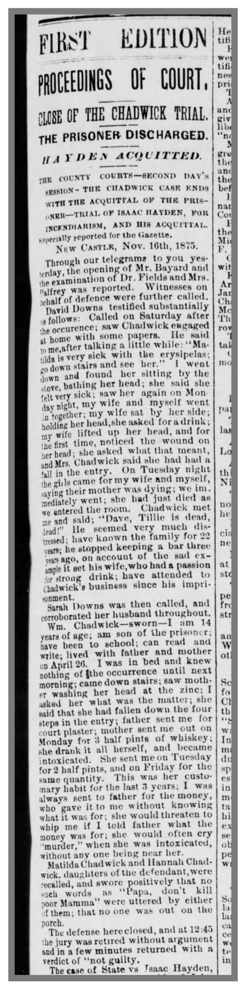 FIRST EDITION
PROCEEDINGS OF COURT.
CLOSE OF THE CHADWICK TRIAL.
THE PRISONER DISCHARGED.
HAYDEN ACQUITTED.
THE COUNTY COURTS—SECOND DAY'S
SESSION—THE CHADWICK CASE ENDS
WITH THE ACQUITTAL OF THE PRIS-
ONER—TRIAL OF ISAAC HAYDEN, FOR
INCENDIARISM, AND HIS ACQUITTAL.
Especially reported for the Gazette.
NEW CASTLE, Nov. 16th, 1875.
Through our telegrams to you yes-
terday, the opening of Mr. Bayard and
the examination of Dr. Fields and Mrs.
Palfrey was reported. Witnesses on
behalf of defence were further called.
David Downs testified substantially
as follows: Called on Saturday after
the occurence; saw Chadwick engaged
at home with some papers. He said
to me,after talking a little while: "Ma-
tilda is very sick with the erysipelas;
go down stairs and see her." I went
down and found her sitting by the
stove, bathing her head; she said she
felt very sick; saw her again on Mon-
day night, my wife and myself went
in together; my wife sat by her side;
holding her head,she asked for a drink;
my wife lifted up her head, and for
the first time, noticed the wound on
her head; she asked what that meant,
and Mrs. Chadwick said she had had a
fall in the entry. On Tuesday night
the girls came for my wife and myself,
saying their mother was dying; we im.
mediately went; she had just died as
we entered the room. Chadwick met
me and said; "Dave, Tillie is dead,
dead!" He seemed very much dis-
tressed; have known the family for 22
years; he stopped keeping a bar three
years ago, on account of the sad ex-
ample it set his wife,who had a passion
for strong drink; have attended to
Chadwick's business since his impri-
sonment.
Sarah Downs was then called, and
corroborated her husband throughout.
Wm. Chadwick—sworn—I am 14
years of age; am son of the prisoner;
have been to school; can read and
write; lived with father and mother
on April 26. I was in bed and knew
nothing of the occurrence until next
morning; came down stairs; saw moth-
er washing her head at the zinc; I
asked her what was the matter; she
said that she had fallen down the four
steps in the entry; father sent me for
court plaster; mother sent me out on
Monday for 3 half pints of whiskey;
she drank it all herself, and became
intoxicated. She sent me on Tuesday
for 2 half pints, and on Friday for the
same quantity. This was her custo-
mary habit for the last 3 years; I was
always sent to father for the money,
who gave it to me without knowing
what it was for; she would threaten to
whip me if I told father what the
money was for; she would often cry
"murder," when she was intoxicated,
without any one being near her.
Matilda Chadwick and Hannah Chad-
wick. daughters of the defendant,were
recalled, and swore positively that no
such words as "Papa, don't kill
poor Mamma" were uttered by either
of them; that no one was out on the
porch.
The defense here closed, and at 12:45
the jury was retired without argument
and in a few minutes returned with a
verdict of "not guilty.
The case of State vs Isaac Hayden,